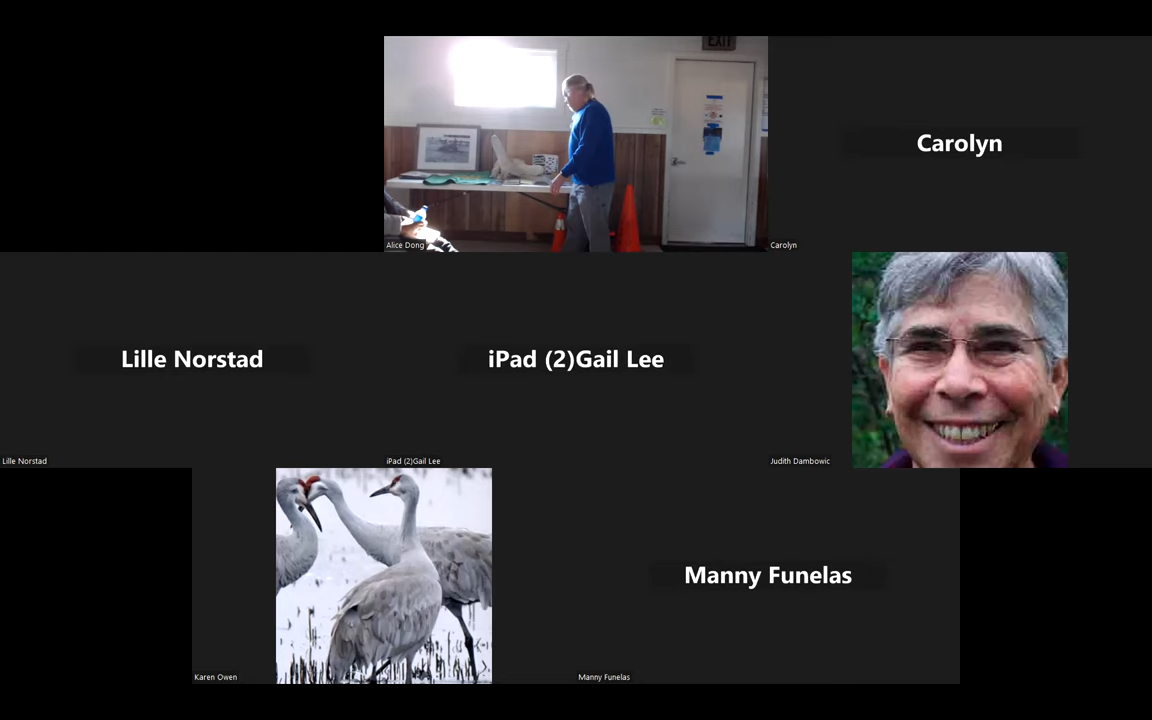 EXIT
Alice Dong
Carolyn
Carolyn
Lille Norstad
Lille Norstad
iPad (2)Gail Lee
iPad (2)Gail Lee
Judith Dambowic
Karen Owen
Manny Funelas
Manny Funelas